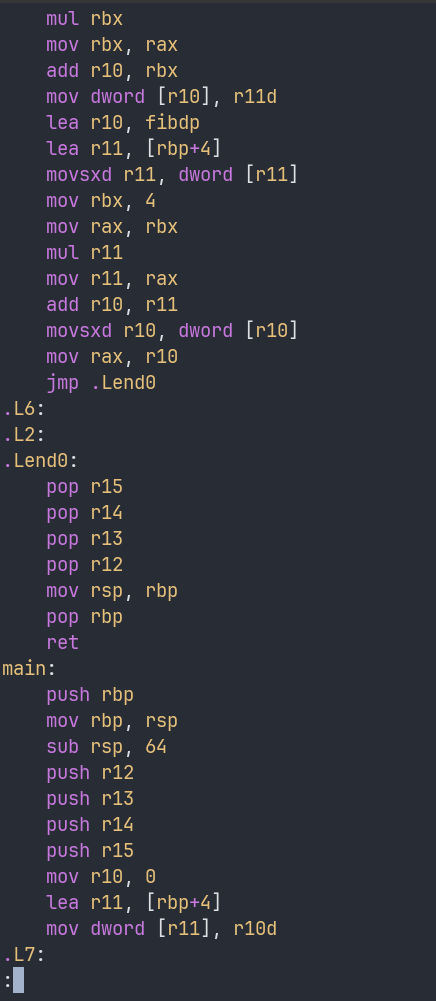 mul rbx
mov rbx, rax
add r10, rbx
mov dword [r10], r11d
lea r10, fibdp
lea r11, [rbp+4]
movsxd r11, dword [r11]
mov rbx, 4
mov rax, rbx
mul r11
mov r11, rax
add r10, r11
movsxd r10, dword [r10]
mov rax, r10
jmp .Lend0
.L6:
.L2:
.Lend0:
pop r15
pop r14
pop r13
pop r12
mov rsp, rbp
pop rbp
ret
main:
push rbp
mov rbp, rsp
sub rsp, 64
push r12
push r13
push r14
push r15
mov r10, 0
lea r11, [rbp+4]
mov dword [r11], r10d
.L7:
: